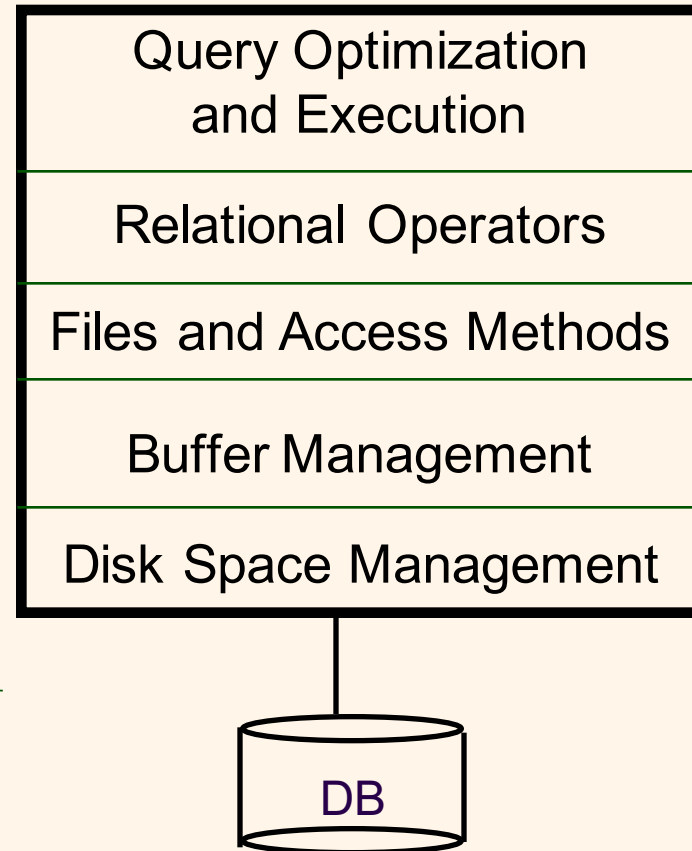 Query Optimization
and Execution
Relational Operators
Files and Access Methods
Buffer Management
Disk Space Management
DB